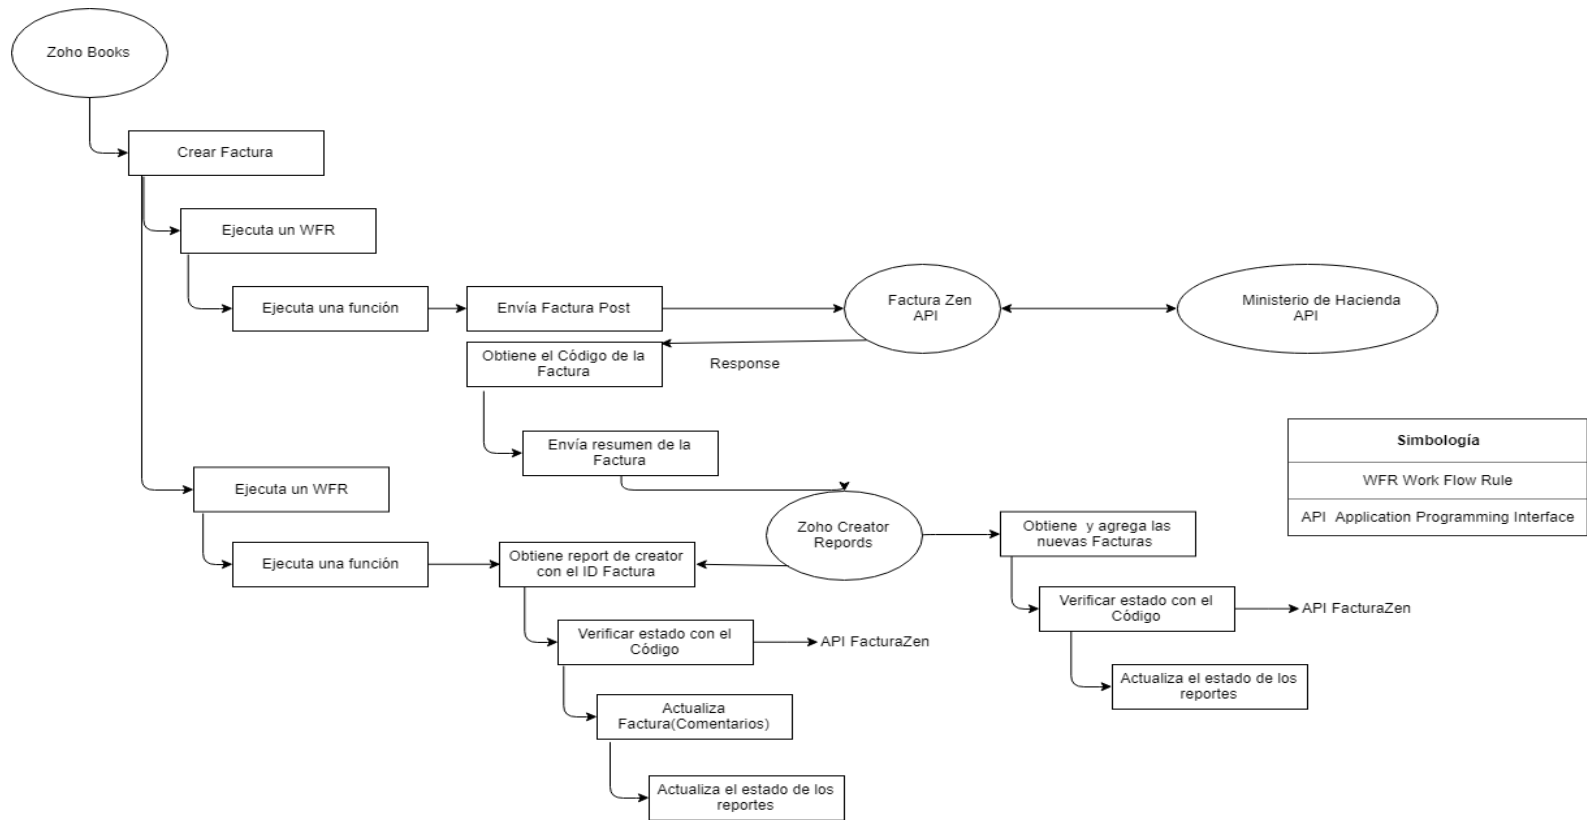 Zoho Books
Crear Factura
Ejecuta un WFR
Ejecuta una función
Envía Factura Post
Factura Zen
API
Ministerio de Hacienda
API
Obtiene el Código de la
Factura
Response
Envía resumen de la
Factura
Simbología
WFR Work Flow Rule
API Application Programming Interface
Ejecuta un WFR
Zoho Creator
Repords
Obtiene y agrega las
nuevas Facturas
Ejecuta una función
Obtiene report de creator
con el ID Factura
Verificar estado con el
Código
API FacturaZen
Verificar estado con el
Código
API FacturaZen
Actualiza el estado de los
reportes
Actualiza
Factura(Comentarios)
Actualiza el estado de los
reportes